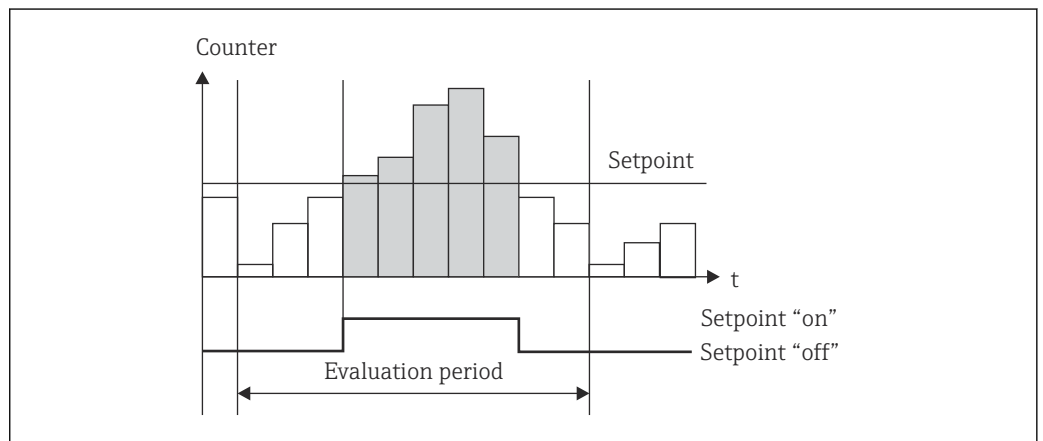 Counter
Setpoint
t
Setpoint “on”
Setpoint “off”
Evaluation period